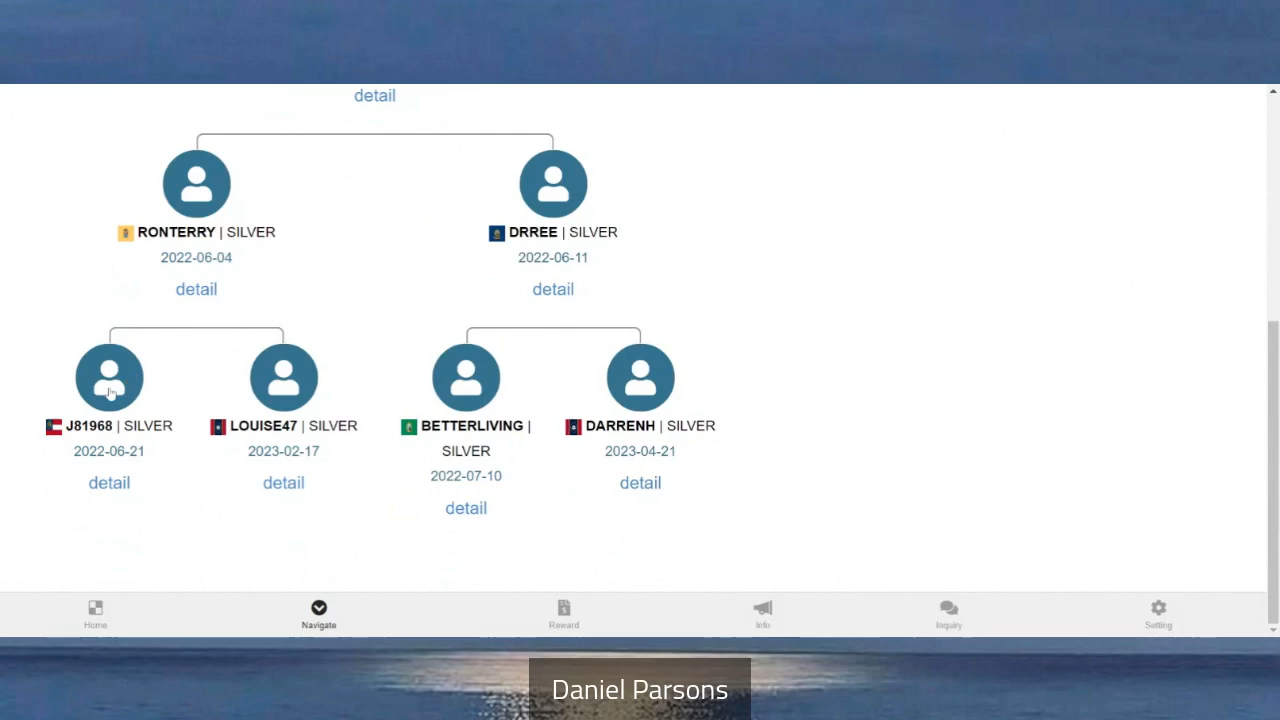 detail
RONTERRY | SILVER
DRREE | SILVER
2022-06-04
2022-06-11
detail
detail
J81968 | SILVER
LOUISE47 | SILVER
BETTERLIVING |
DARRENH | SILVER
2022-06-21
2023-02-17
SILVER
2023-04-21
2022-07-10
detail
detail
detail
detail
Home
Navigate
Reward
Info
Inquiry
Setting
Daniel Parsons